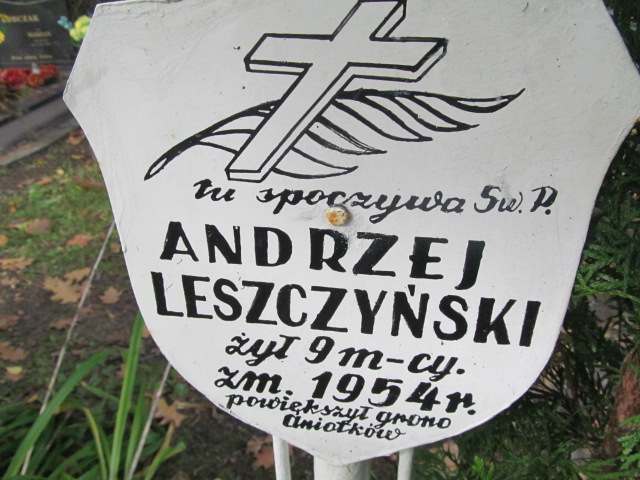 tu spoczywa Św. P.
ANDRZEJ
LESZCZYŃSKI
żył 9 m-cy.
zm. 1954 r.
powiększył grono
Aniołków